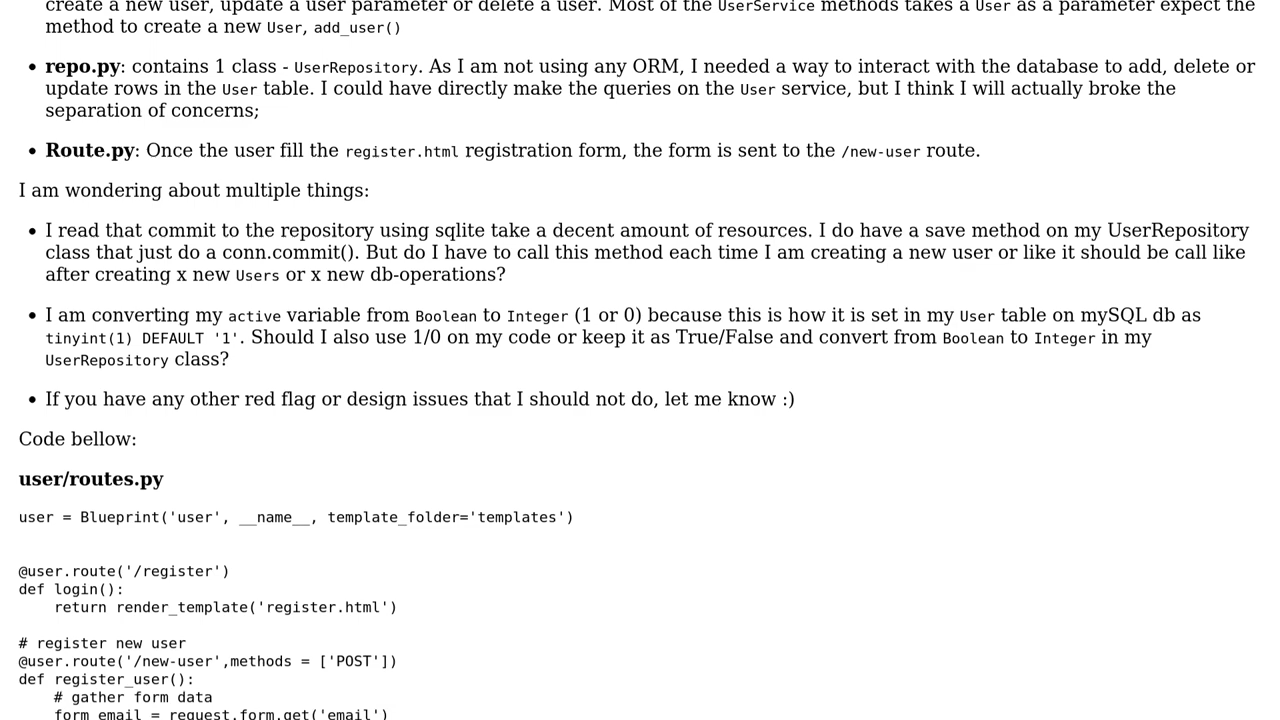 create a new user, update a user parameter or delete a user. Most of the UserService methods takes a User as a parameter expect the
method to create a new User, add_user()
• repo.py: contains 1 class - UserRepository. As I am not using any ORM, I needed a way to interact with the database to add, delete or
update rows in the User table. I could have directly make the queries on the User service, but I think I will actually broke the
separation of concerns;
• Route.py: Once the user fill the register.html registration form, the form is sent to the /new-user route.
I am wondering about multiple things:
• I read that commit to the repository using sqlite take a decent amount of resources. I do have a save method on my UserRepository
class that just do a conn.commit(). But do I have to call this method each time I am creating a new user or like it should be call like
after creating x new Users or x new db-operations?
• I am converting my active variable from Boolean to Integer (1 or 0) because this is how it is set in my User table on mySQL db as
tinyint(1) DEFAULT '1'. Should I also use 1/0 on my code or keep it as True/False and convert from Boolean to Integer in my
UserRepository class?
• If you have any other red flag or design issues that I should not do, let me know :)
Code bellow:
user/routes.py
user = Blueprint('user', __name__, template_folder='templates')
@user.route('/register')
def login():
    return render_template('register.html')
# register new user
@user.route('/new-user',methods = ['POST'])
def register_user():
    # gather form data
    form_email = request.form.get('email')